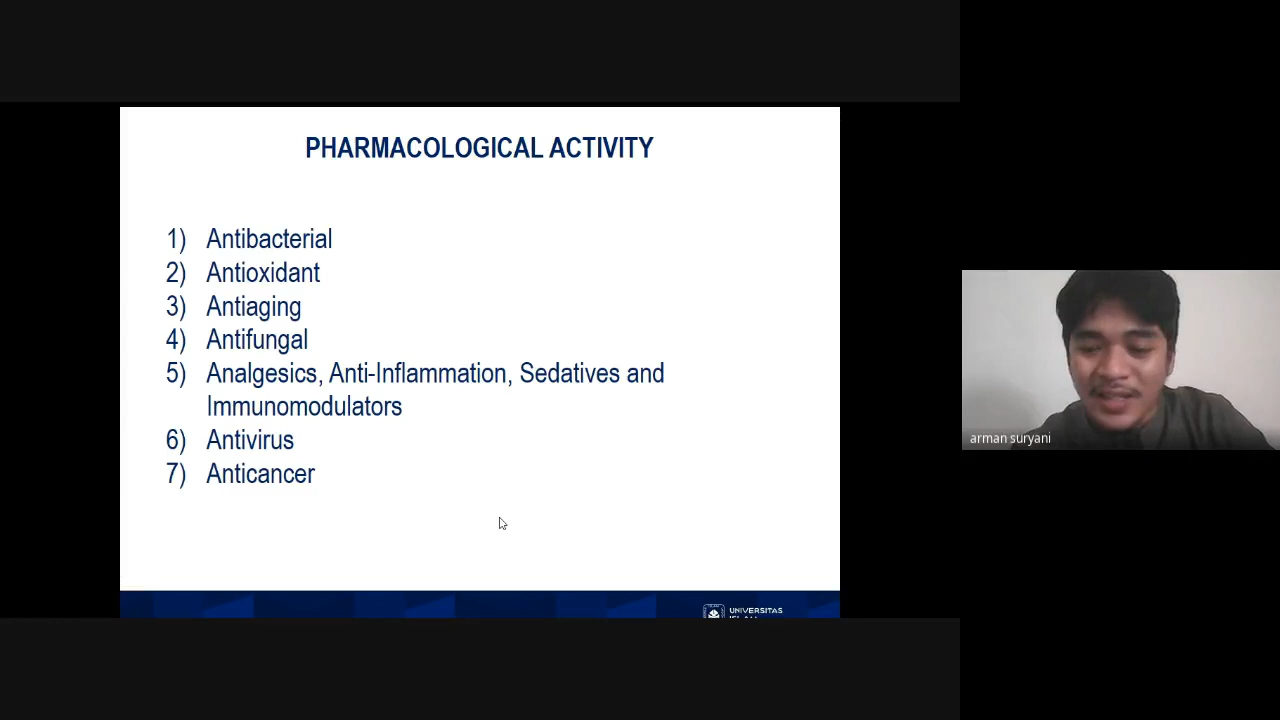 PHARMACOLOGICAL ACTIVITY
1) Antibacterial
2) Antioxidant
3) Antiaging
4) Antifungal
5) Analgesics, Anti-Inflammation, Sedatives and
Immunomodulators
6) Antivirus
7) Anticancer
UNIVERSITAS
arman suryani